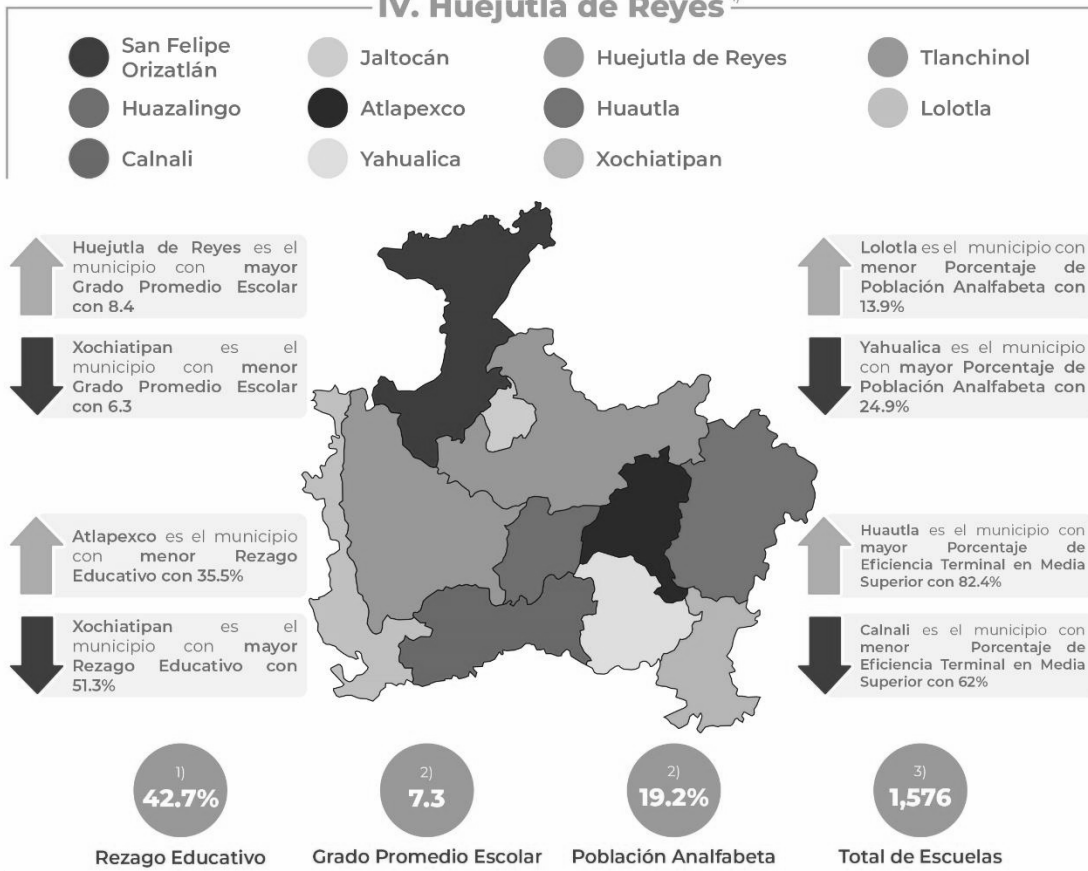 IV. Huejutla de Reyes
San Felipe
Orizatlán
Jaltocán
Huejutla de Reyes
Tlanchinol
Huazalingo
Atlapexco
Huautla
Lolotla
Calnali
Yahualica
Xochiatipan
Huejutla de Reyes es el
municipio con mayor
Grado Promedio Escolar
con 8.4
Xochiatipan es el
municipio con menor
Grado Promedio Escolar
con 6.3
Atlapexco es el municipio
con menor Rezago
Educativo con 35.5%
Xochiatipan es el
municipio con mayor
Rezago Educativo con
51.3%
Lolotla es el municipio con
menor Porcentaje de
Población Analfabeta con
13.9%
Yahualica es el municipio
con mayor Porcentaje de
Población Analfabeta con
24.9%
Huautla es el municipio con
mayor Porcentaje de
Eficiencia Terminal en Media
Superior con 82.4%
Calnali es el municipio con
menor Porcentaje de
Eficiencia Terminal en Media
Superior con 62%
1)
42.7%
Rezago Educativo
2)
7.3
Grado Promedio Escolar
2)
19.2%
Población Analfabeta
3)
1,576
Total de Escuelas